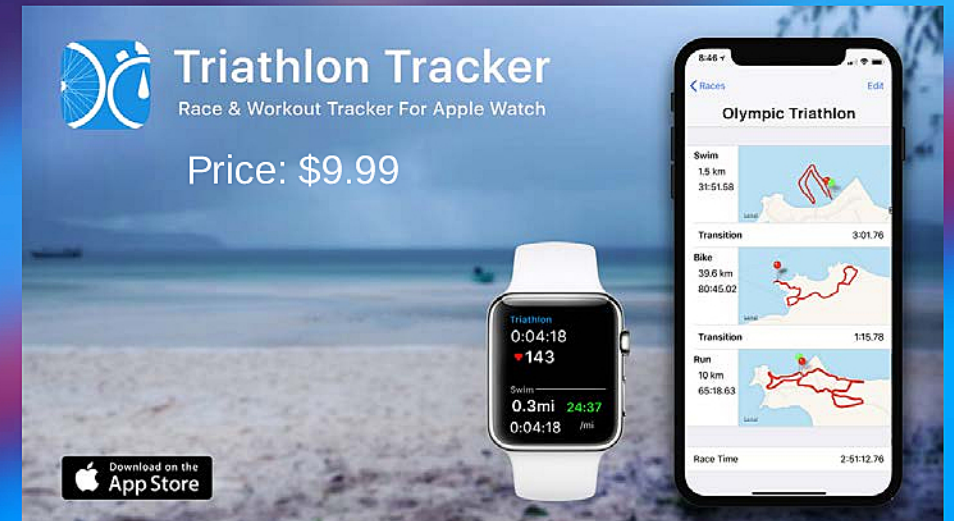 Triathlon Tracker
Race & Workout Tracker For Apple Watch
Price: $9.99
Download on the
App Store
Triathlon
0:04:18
143
Swim
0.3mi 24:37
0:04:18 /mi
8:46
Races Edit
Olympic Triathlon
Swim
1.5 km
31:51.58
Legal
Transition 3:01.76
Bike
39.6 km
80:45.02
Legal
Transition 1:15.78
Run
10 km
65:18.63
Legal
Race Time 2:51:12.76